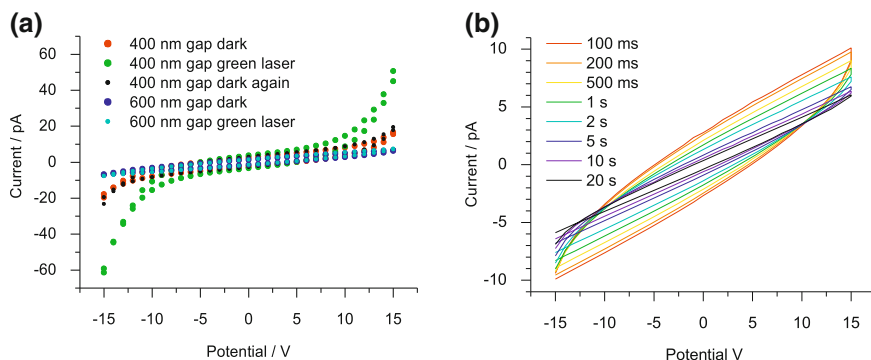 (a)
400 nm gap dark
400 nm gap green laser
400 nm gap dark again
600 nm gap dark
600 nm gap green laser
60
40
20
0
-20
-40
-60
Current / pA
-15
-10
-5
0
5
10
15
Potential / V
(b)
100 ms
200 ms
500 ms
1 s
2 s
5 s
10 s
20 s
10
5
0
-5
-10
Current / pA
-15
-10
-5
0
5
10
15
Potential V